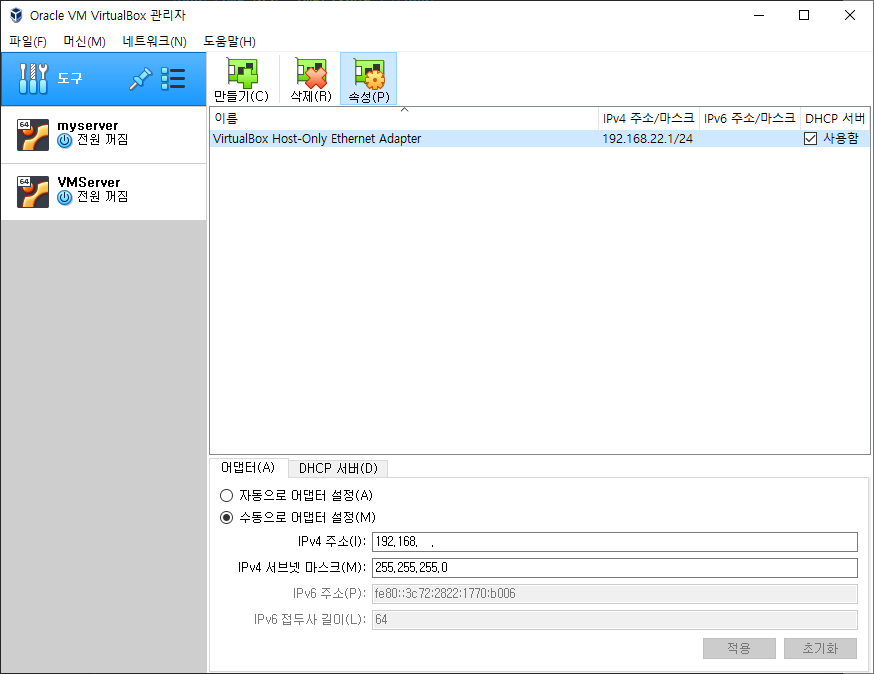 Oracle VM VirtualBox 관리자
파일(F) 머신(M) 네트워크(N) 도움말(H)
도구
만들기(C) 삭제(R) 속성(P)
64 myserver
전원 꺼짐
64 VMServer
전원 꺼짐
이름 IPv4 주소/마스크 IPv6 주소/마스크 DHCP 서버
VirtualBox Host-Only Ethernet Adapter 192.168.22.1/24 사용함
어댑터(A) DHCP 서버(D)
자동으로 어댑터 설정(A)
수동으로 어댑터 설정(M)
IPv4 주소(I): 192.168. .
IPv4 서브넷 마스크(M): 255.255.255.0
IPv6 주소(P): fe80::3c72:2822:1770:b006
IPv6 접두사 길이(L): 64
적용 초기화